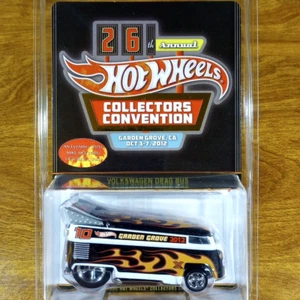 26th Annual
HOT WHEELS
COLLECTORS
CONVENTION
GARDEN GROVE, CA
OCT 3-7, 2012
VOLKSWAGEN DRAG BUS
GARDEN GROVE 2012